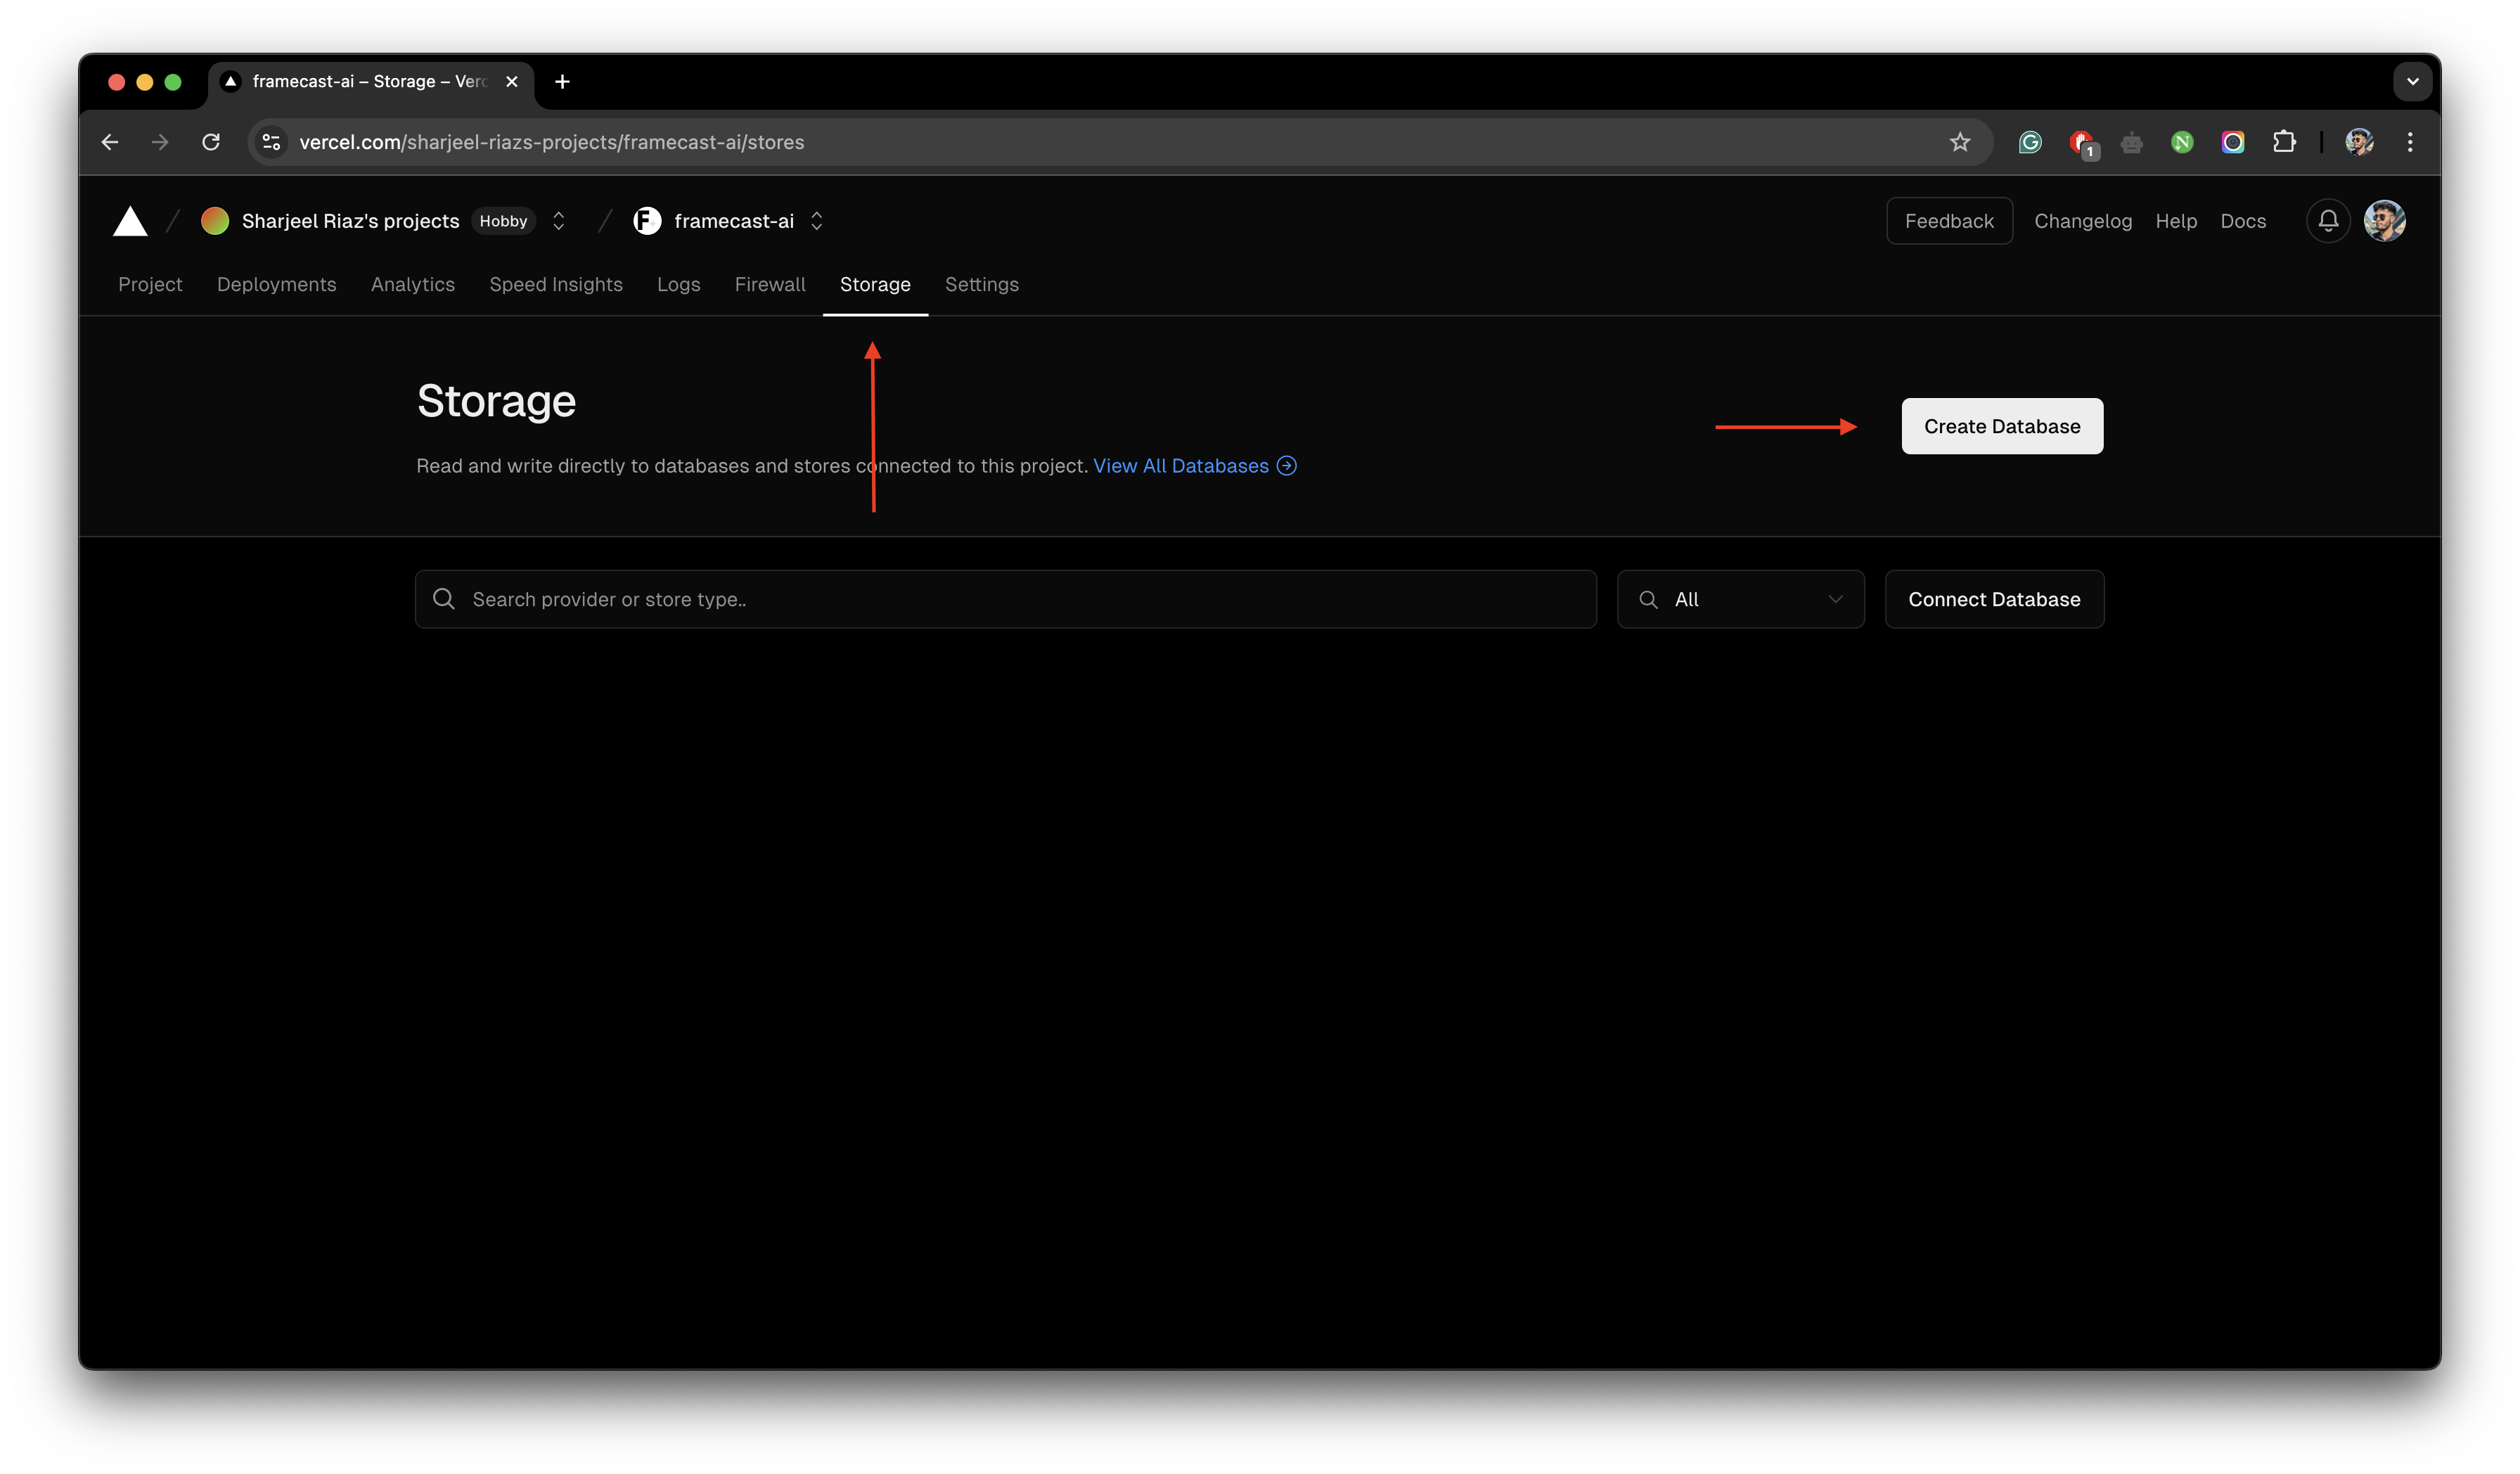 framecast-ai – Storage – Verc
vercel.com/sharjeel-riazs-projects/framecast-ai/stores
1
Sharjeel Riaz's projects Hobby framecast-ai Feedback Changelog Help Docs
Project Deployments Analytics Speed Insights Logs Firewall Storage Settings
Storage
Create Database
Read and write directly to databases and stores connected to this project. View All Databases
Search provider or store type.. All Connect Database